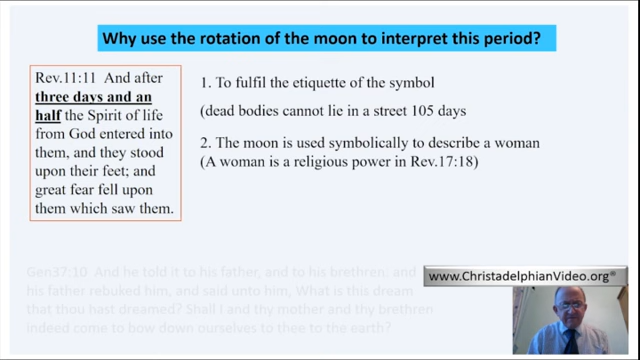 Why use the rotation of the moon to interpret this period?
Rev.11:11 And after
three days and an
half the Spirit of life
from God entered into
them, and they stood
upon their feet; and
great fear fell upon
them which saw them.
1. To fulfil the etiquette of the symbol
(dead bodies cannot lie in a street 105 days
2. The moon is used symbolically to describe a woman
(A woman is a religious power in Rev.17:18)
Gen37:10. And he told it to his father, and to his brethren: and
his father rebuked him, and said unto him, What is this dream
that thou hast dreamed? Shall I and thy mother and thy brethren
indeed come to bow down ourselves to thee to the earth?
www.ChristadelphianVideo.org®